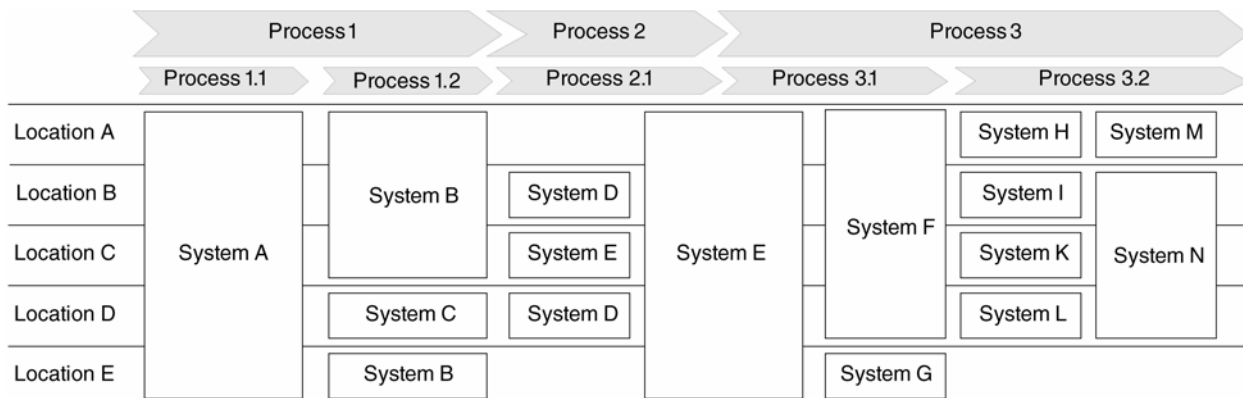 Process 1 Process 2 Process 3
Process 1.1 Process 1.2 Process 2.1 Process 3.1 Process 3.2
Location A System H System M
Location B System B System D System I
Location C System A System E System E System F System K System N
Location D System C System D System L
Location E System B System G